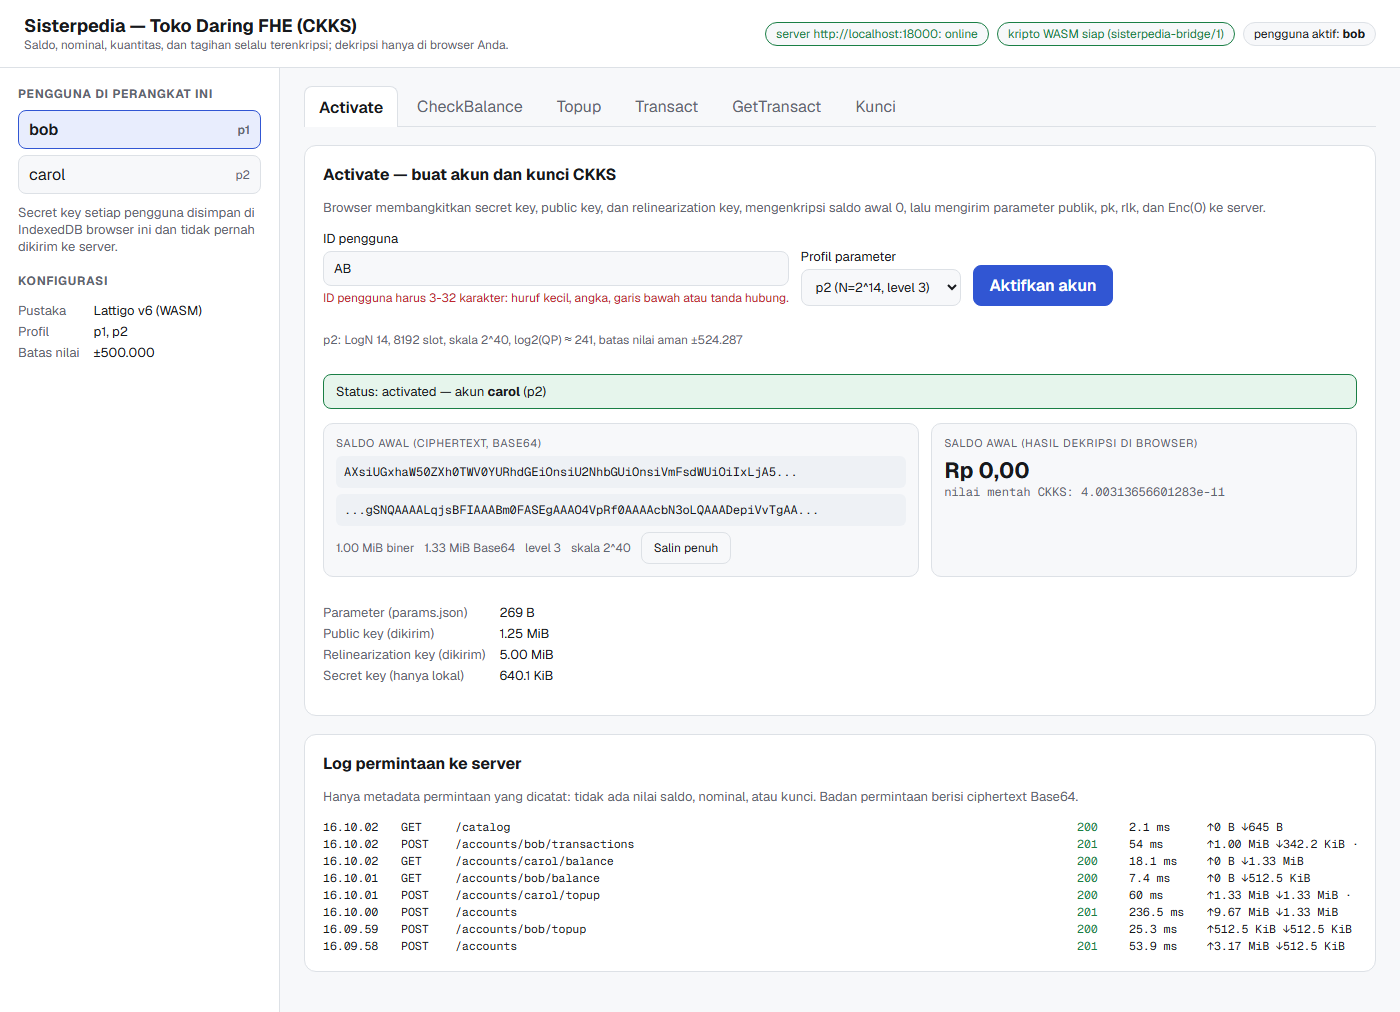 Sisterpedia — Toko Daring FHE (CKKS)
Saldo, nominal, kuantitas, dan tagihan selalu terenkripsi; dekripsi hanya di browser Anda.
server http://localhost:18000: online
kripto WASM siap (sisterpedia-bridge/1)
pengguna aktif: bob
PENGGUNA DI PERANGKAT INI
bob p1
carol p2
Secret key setiap pengguna disimpan di
IndexedDB browser ini dan tidak pernah
dikirim ke server.
KONFIGURASI
Pustaka Lattigo v6 (WASM)
Profil p1, p2
Batas nilai ±500.000
Activate CheckBalance Topup Transact GetTransact Kunci
Activate — buat akun dan kunci CKKS
Browser membangkitkan secret key, public key, dan relinearization key, mengenkripsi saldo awal 0, lalu mengirim parameter publik, pk, rlk, dan Enc(0) ke server.
ID pengguna
AB
ID pengguna harus 3-32 karakter: huruf kecil, angka, garis bawah atau tanda hubung.
Profil parameter
p2 (N=2^14, level 3)
Aktifkan akun
p2: LogN 14, 8192 slot, skala 2^40, log2(QP) ≈ 241, batas nilai aman ±524.287
Status: activated — akun carol (p2)
SALDO AWAL (CIPHERTEXT, BASE64)
AXsiUGxhaW50ZXh0TWV0YURhdGEiOnsiU2NhbGUiOnsiVmFsdWUiOiIxLjA5...
...gSNQAAAALqjsBFIAAABm0FASEgAAAO4VpRf0AAAAcbN3oLQAAADepiVvTgAA...
1.00 MiB biner 1.33 MiB Base64 level 3 skala 2^40 Salin penuh
SALDO AWAL (HASIL DEKRIPSI DI BROWSER)
Rp 0,00
nilai mentah CKKS: 4.00313656601283e-11
Parameter (params.json) 269 B
Public key (dikirim) 1.25 MiB
Relinearization key (dikirim) 5.00 MiB
Secret key (hanya lokal) 640.1 KiB
Log permintaan ke server
Hanya metadata permintaan yang dicatat: tidak ada nilai saldo, nominal, atau kunci. Badan permintaan berisi ciphertext Base64.
16.10.02 GET /catalog 200 2.1 ms ↑0 B ↓645 B
16.10.02 POST /accounts/bob/transactions 201 54 ms ↑1.00 MiB ↓342.2 KiB ·
16.10.02 GET /accounts/carol/balance 200 18.1 ms ↑0 B ↓1.33 MiB
16.10.01 GET /accounts/bob/balance 200 7.4 ms ↑0 B ↓512.5 KiB
16.10.01 POST /accounts/carol/topup 200 60 ms ↑1.33 MiB ↓1.33 MiB ·
16.10.00 POST /accounts 201 236.5 ms ↑9.67 MiB ↓1.33 MiB
16.09.59 POST /accounts/bob/topup 200 25.3 ms ↑512.5 KiB ↓512.5 KiB
16.09.58 POST /accounts 201 53.9 ms ↑3.17 MiB ↓512.5 KiB